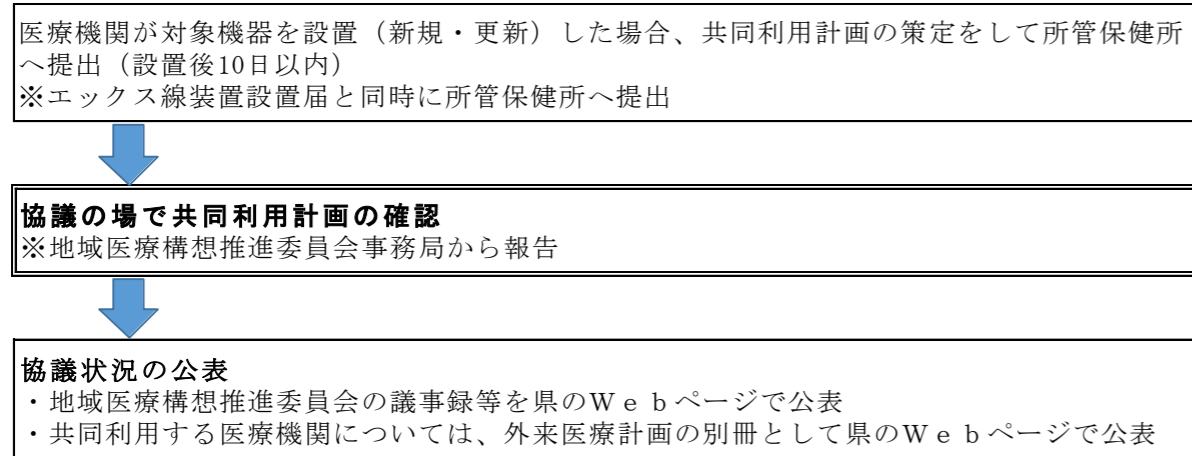 医療機関が対象機器を設置（新規・更新）した場合、共同利用計画の策定をして所管保健所
へ提出（設置後10日以内）
※エックス線装置設置届と同時に所管保健所へ提出
協議の場で共同利用計画の確認
※地域医療構想推進委員会事務局から報告
協議状況の公表
・地域医療構想推進委員会の議事録等を県のＷｅｂページで公表
・共同利用する医療機関については、外来医療計画の別冊として県のＷｅｂページで公表